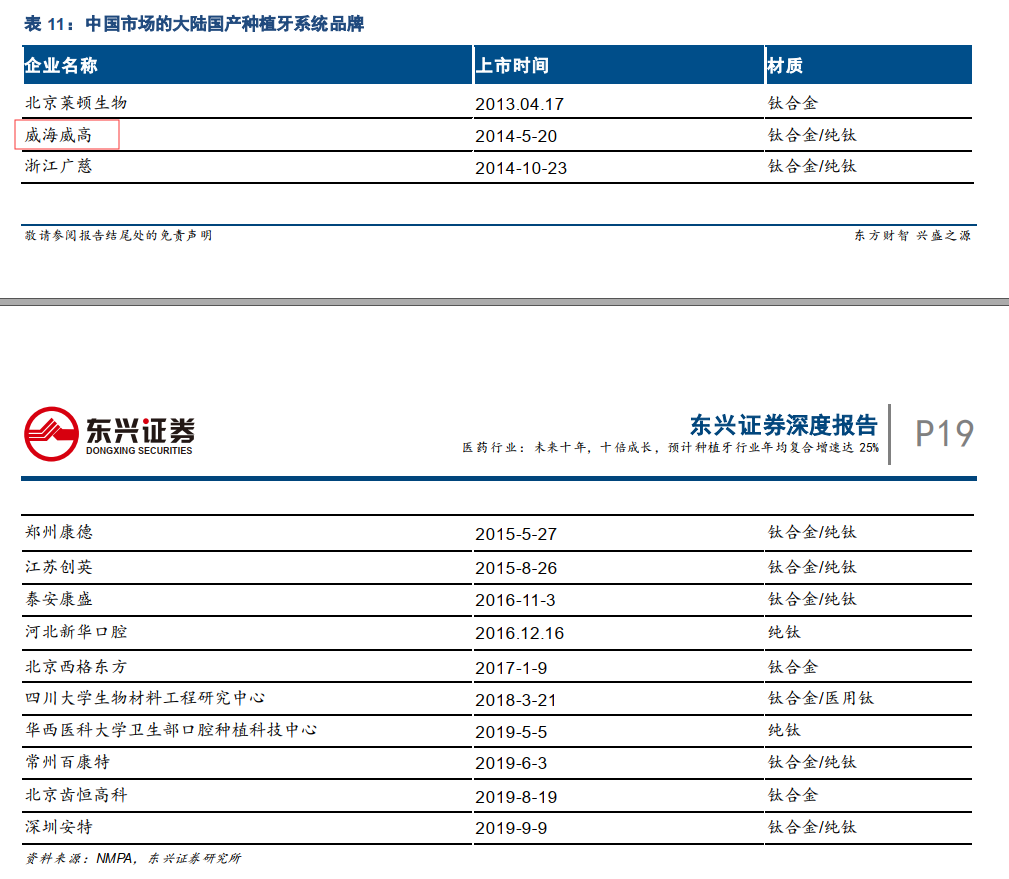 表 11：中国市场的大陆国产种植牙系统品牌
企业名称 上市时间 材质
北京莱顿生物 2013.04.17 钛合金
威海威高 2014-5-20 钛合金/纯钛
浙江广慈 2014-10-23 钛合金/纯钛
敬请参阅报告结尾处的免责声明 东方财智 兴盛之源
东兴证券
DONGXING SECURITIES
东兴证券深度报告
医药行业：未来十年，十倍成长，预计种植牙行业年均复合增速达 25%
P19
郑州康德 2015-5-27 钛合金/纯钛
江苏创英 2015-8-26 钛合金/纯钛
泰安康盛 2016-11-3 钛合金/纯钛
河北新华口腔 2016.12.16 纯钛
北京西格东方 2017-1-9 钛合金
四川大学生物材料工程研究中心 2018-3-21 钛合金/医用钛
华西医科大学卫生部口腔种植科技中心 2019-5-5 纯钛
常州百康特 2019-6-3 钛合金/纯钛
北京齿恒高科 2019-8-19 钛合金
深圳安特 2019-9-9 钛合金/纯钛
资料来源：NMPA，东兴证券研究所